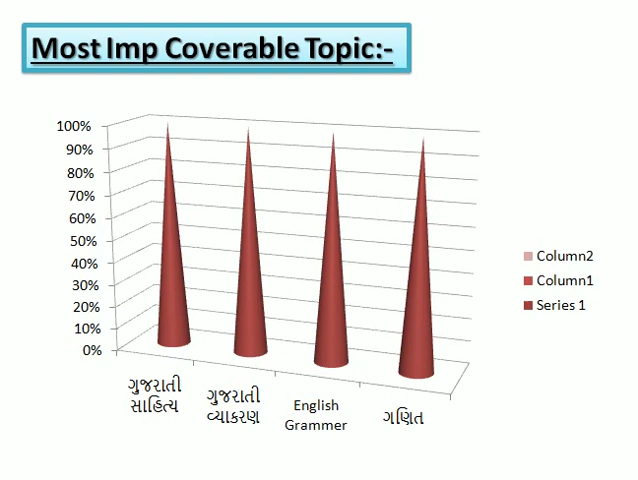 Most Imp Coverable Topic:-
100%
90%
80%
70%
60%
50%
40%
30%
20%
10%
0%
ગુજરાતી
સાહિત્ય
ગુજરાતી
વ્યાકરણ
English
Grammer
ગણિત
Column2
Column1
Series 1